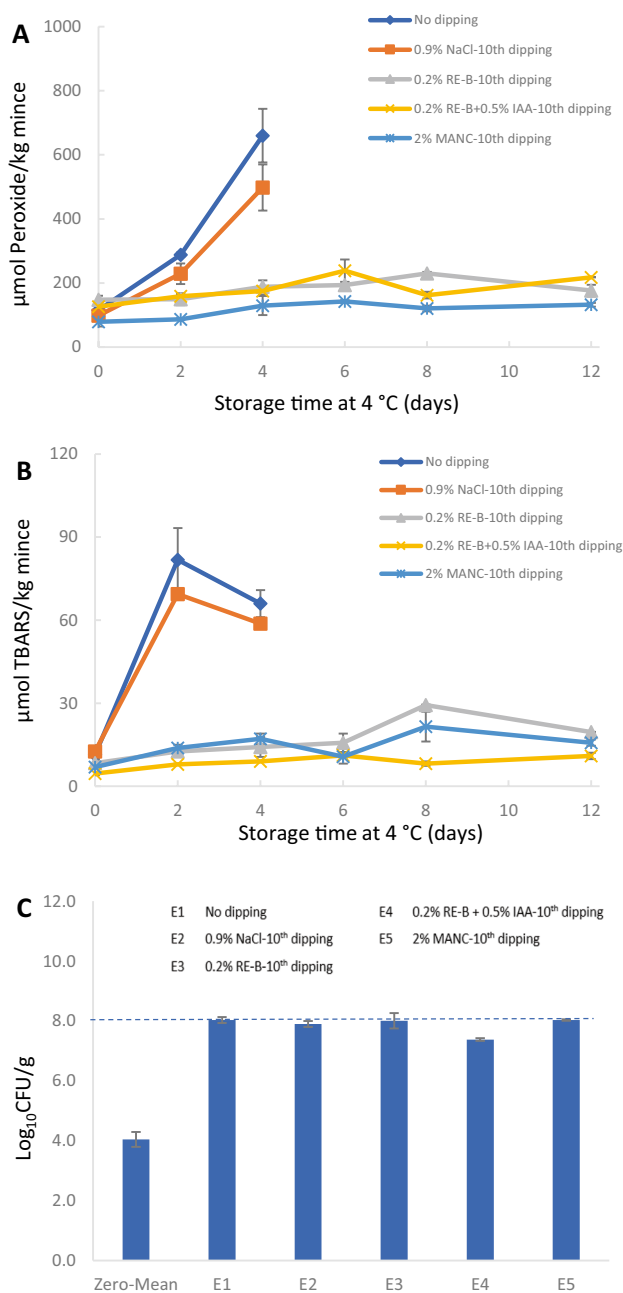 A
1000
800
600
400
200
0
0 2 4 6 8 10 12
µmol Peroxide/kg mince
Storage time at 4 °C (days)
No dipping
0.9% NaCl-10th dipping
0.2% RE-B-10th dipping
0.2% RE-B+0.5% IAA-10th dipping
2% MANC-10th dipping
B
120
90
60
30
0
0 2 4 6 8 10 12
µmol TBARS/kg mince
Storage time at 4 °C (days)
No dipping
0.9% NaCl-10th dipping
0.2% RE-B-10th dipping
0.2% RE-B+0.5% IAA-10th dipping
2% MANC-10th dipping
C
12.0
10.0
8.0
6.0
4.0
2.0
0.0
Log₁₀CFU/g
E1 No dipping E4 0.2% RE-B + 0.5% IAA-10th dipping
E2 0.9% NaCl-10th dipping E5 2% MANC-10th dipping
E3 0.2% RE-B-10th dipping
Zero-Mean E1 E2 E3 E4 E5